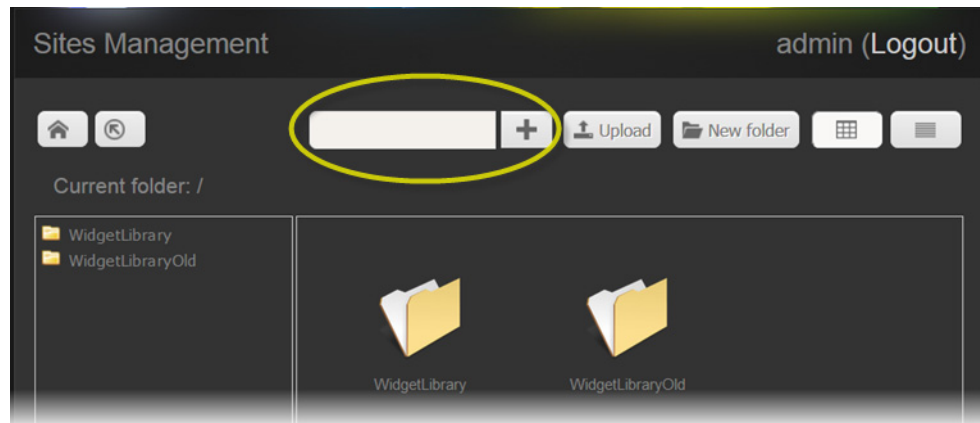 Sites Management
admin (Logout)
Upload
New folder
Current folder: /
WidgetLibrary
WidgetLibraryOld
WidgetLibrary
WidgetLibraryOld